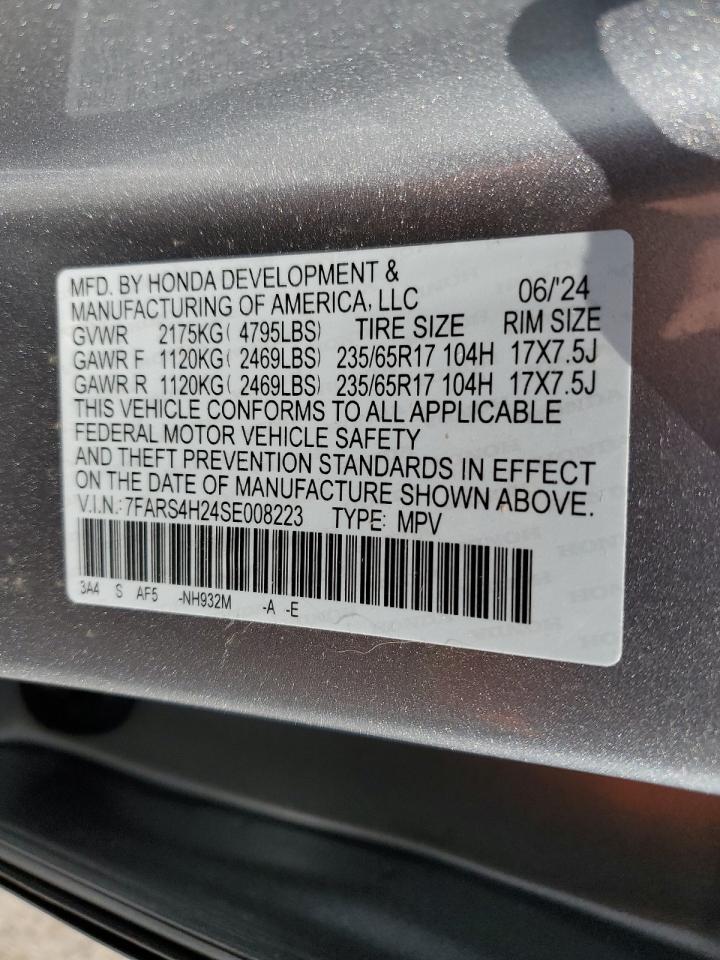 MFD. BY HONDA DEVELOPMENT &
MANUFACTURING OF AMERICA, LLC 06/'24
GVWR 2175KG( 4795LBS) TIRE SIZE RIM SIZE
GAWR F 1120KG( 2469LBS) 235/65R17 104H 17X7.5J
GAWR R 1120KG( 2469LBS) 235/65R17 104H 17X7.5J
THIS VEHICLE CONFORMS TO ALL APPLICABLE
FEDERAL MOTOR VEHICLE SAFETY
AND THEFT PREVENTION STANDARDS IN EFFECT
ON THE DATE OF MANUFACTURE SHOWN ABOVE.
V.I.N.:7FARS4H24SE008223 TYPE: MPV
3A4 S AF5 -NH932M -A -E